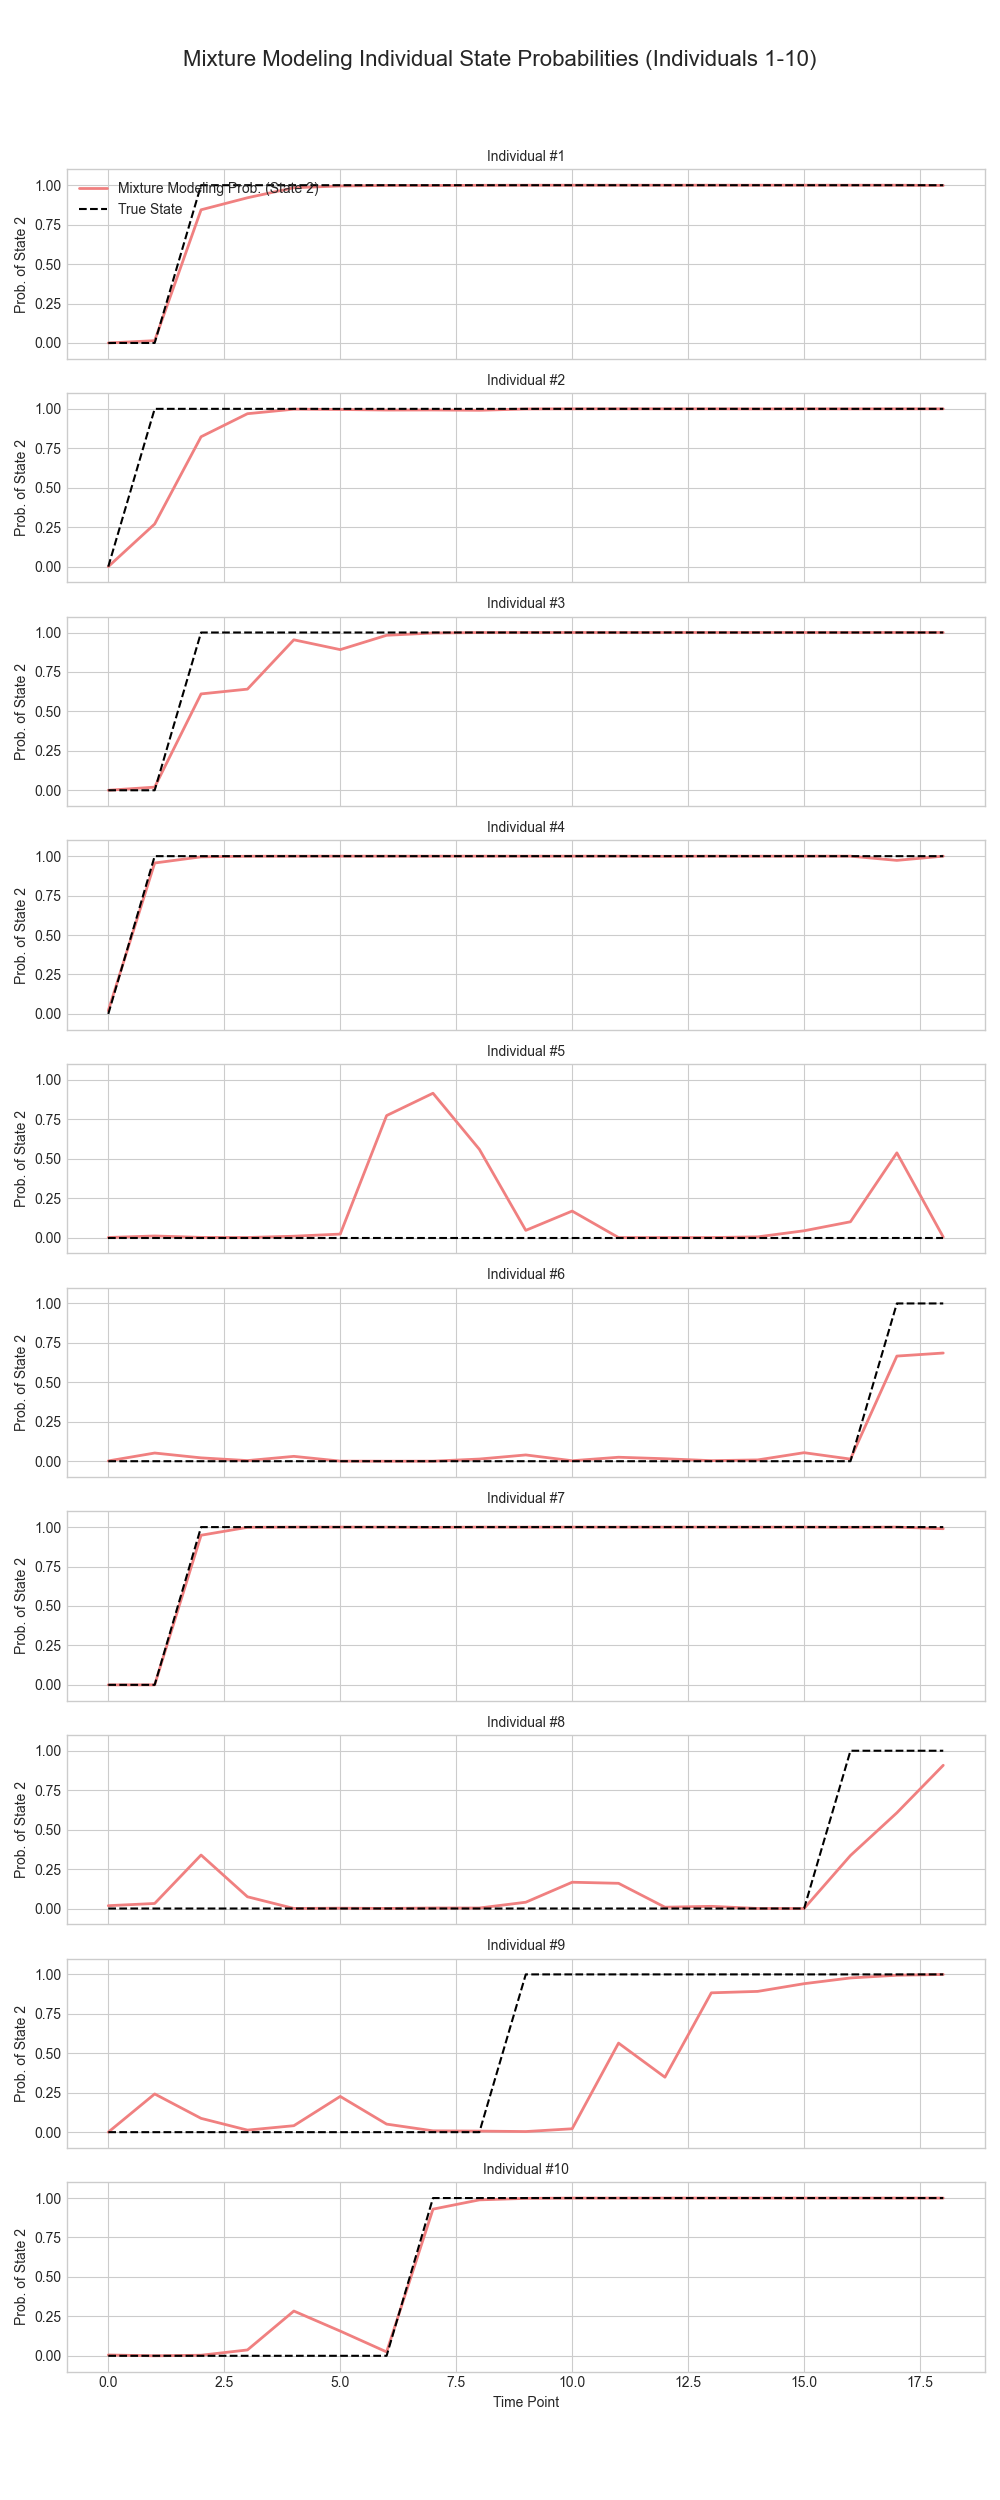 Mixture Modeling Individual State Probabilities (Individuals 1-10)
Individual #1
Mixture Modeling Prob. (State 2)
True State
Prob. of State 2
1.00
0.75
0.50
0.25
0.00
Individual #2
Prob. of State 2
1.00
0.75
0.50
0.25
0.00
Individual #3
Prob. of State 2
1.00
0.75
0.50
0.25
0.00
Individual #4
Prob. of State 2
1.00
0.75
0.50
0.25
0.00
Individual #5
Prob. of State 2
1.00
0.75
0.50
0.25
0.00
Individual #6
Prob. of State 2
1.00
0.75
0.50
0.25
0.00
Individual #7
Prob. of State 2
1.00
0.75
0.50
0.25
0.00
Individual #8
Prob. of State 2
1.00
0.75
0.50
0.25
0.00
Individual #9
Prob. of State 2
1.00
0.75
0.50
0.25
0.00
Individual #10
Prob. of State 2
1.00
0.75
0.50
0.25
0.00
0.0 2.5 5.0 7.5 10.0 12.5 15.0 17.5
Time Point